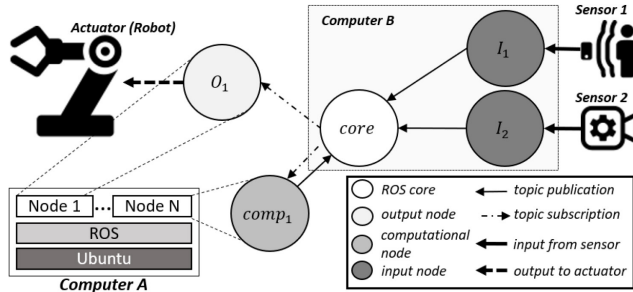 Actuator (Robot)
Computer B
Sensor 1
I1
O1
Sensor 2
core
I2
comp1
Node 1 ... Node N
ROS
Ubuntu
Computer A
ROS core
topic publication
output node
topic subscription
computational
node
input from sensor
input node
output to actuator